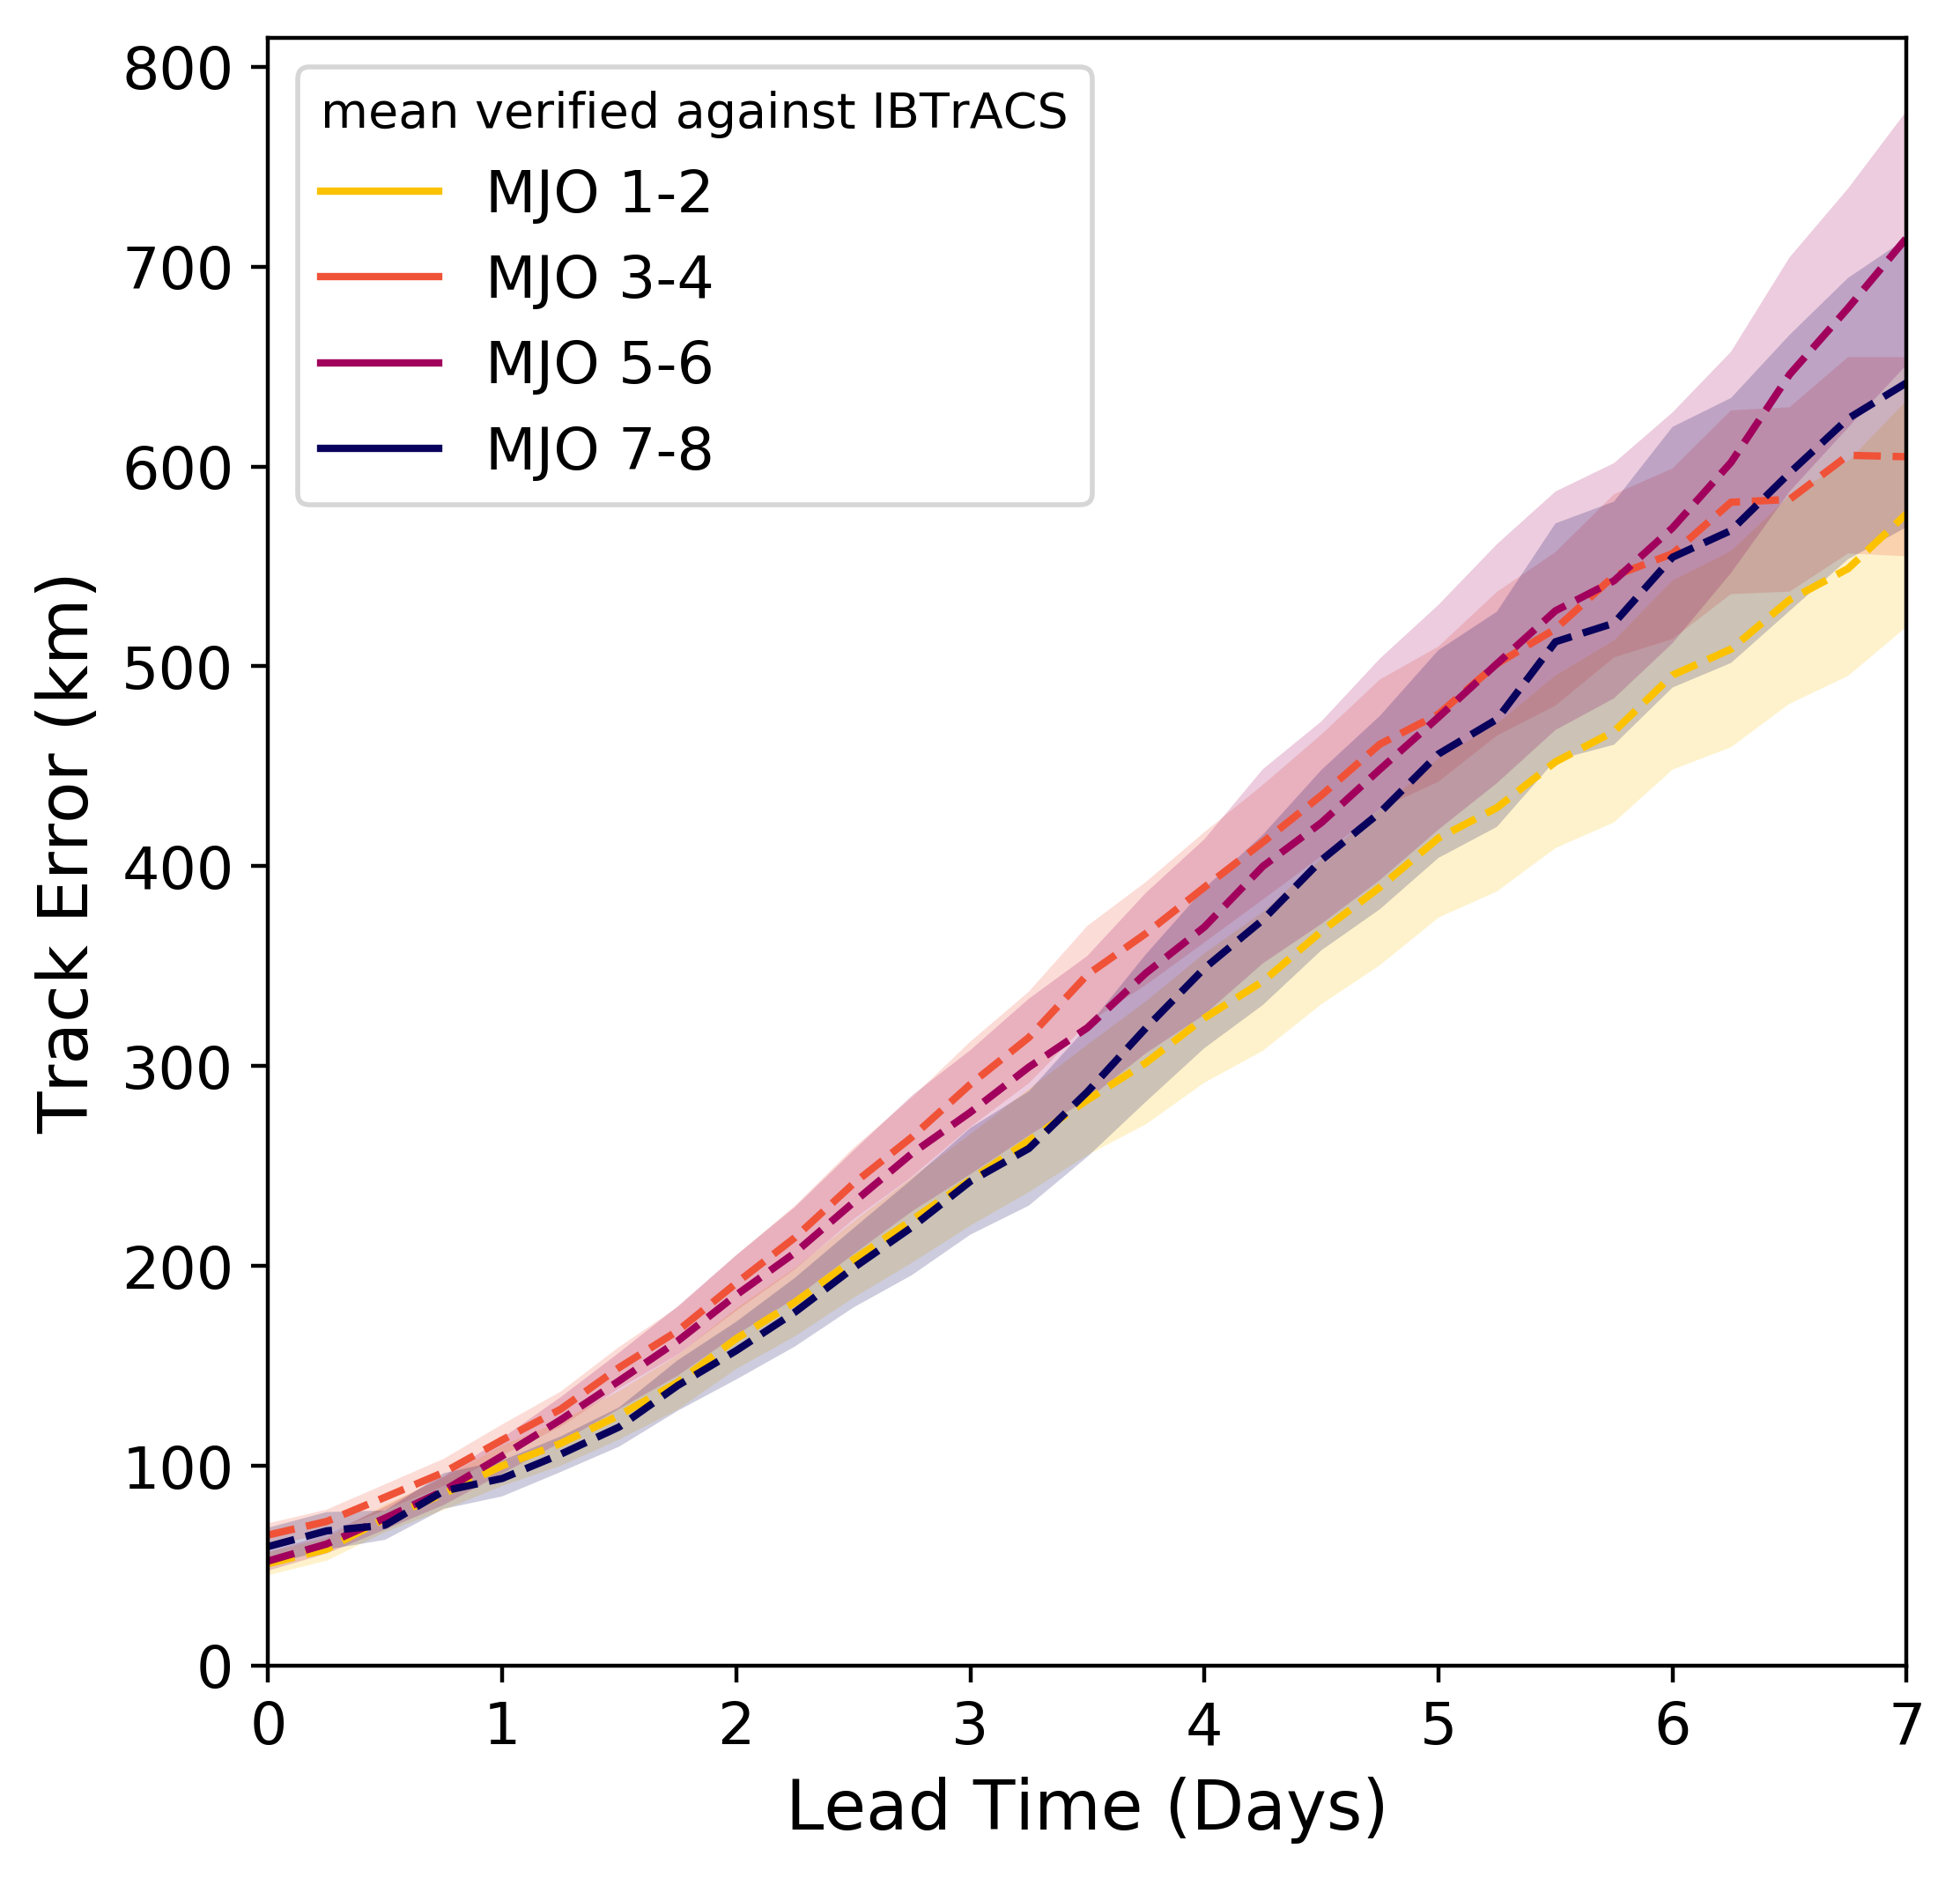 800
700
600
500
400
300
200
100
0
Track Error (km)
mean verified against IBTrACS
MJO 1-2
MJO 3-4
MJO 5-6
MJO 7-8
0 1 2 3 4 5 6 7
Lead Time (Days)